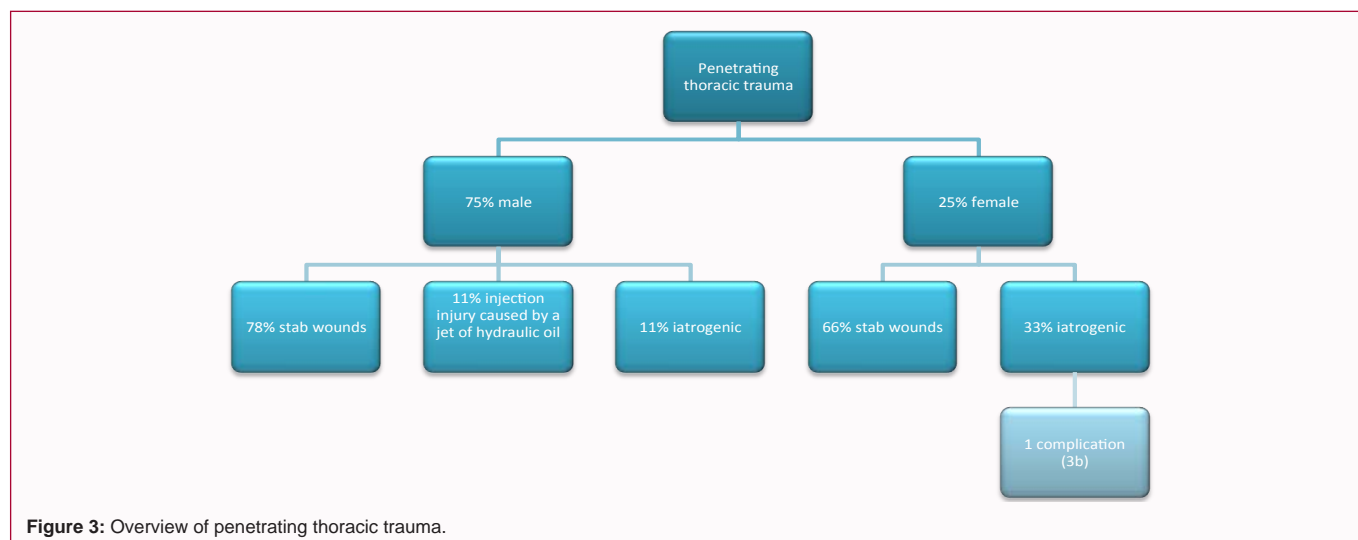 Penetrating
thoracic trauma
75% male
25% female
78% stab wounds
11% injection
injury caused by a
jet of hydraulic oil
11% iatrogenic
66% stab wounds
33% iatrogenic
1 complication
(3b)
Figure 3: Overview of penetrating thoracic trauma.